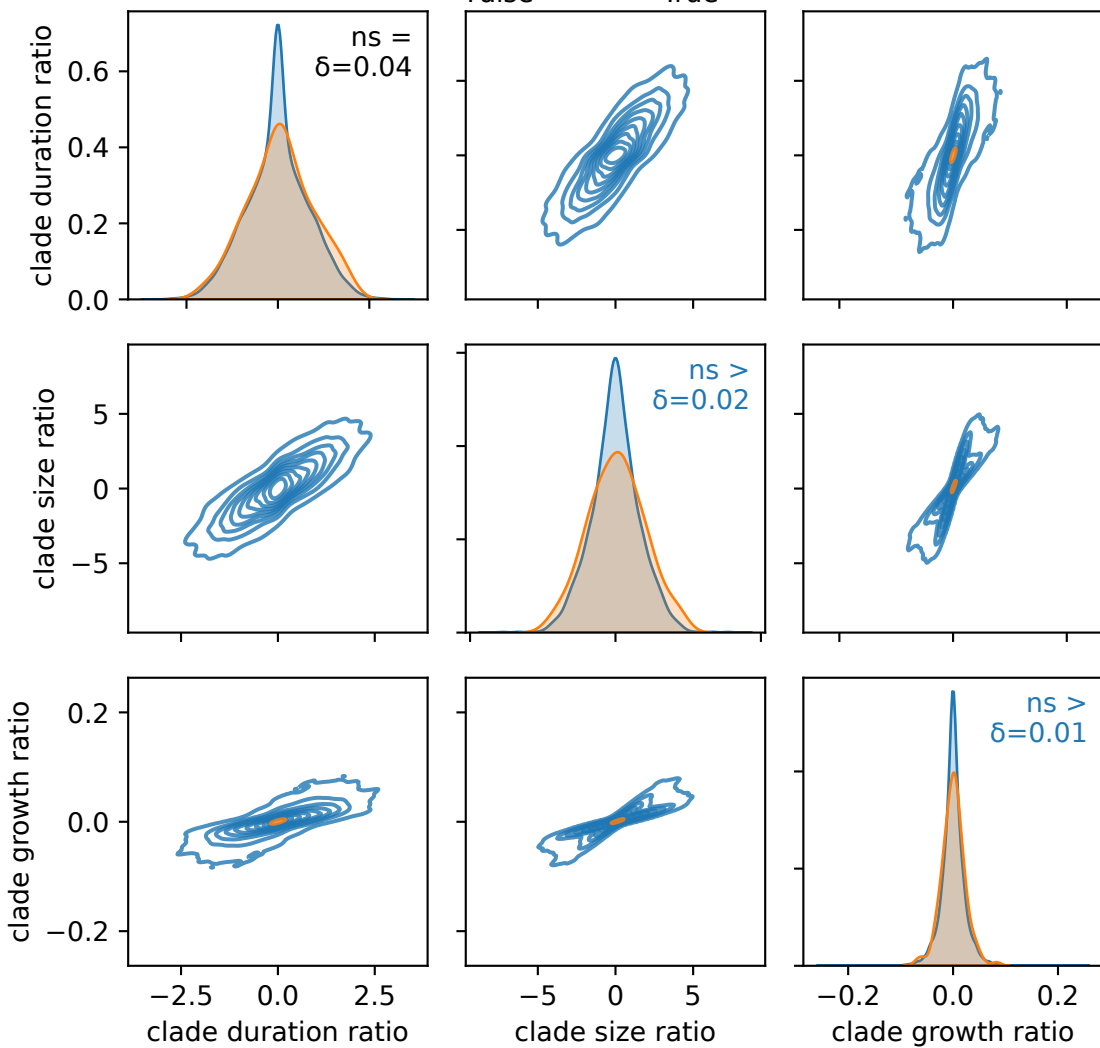 clade duration ratio
0.6
0.4
0.2
0.0
ns =
δ=0.04
clade size ratio
5
0
−5
ns >
δ=0.02
clade growth ratio
0.2
0.0
−0.2
ns >
δ=0.01
−2.5 0.0 2.5
−5 0 5
−0.2 0.0 0.2
clade duration ratio
clade size ratio
clade growth ratio